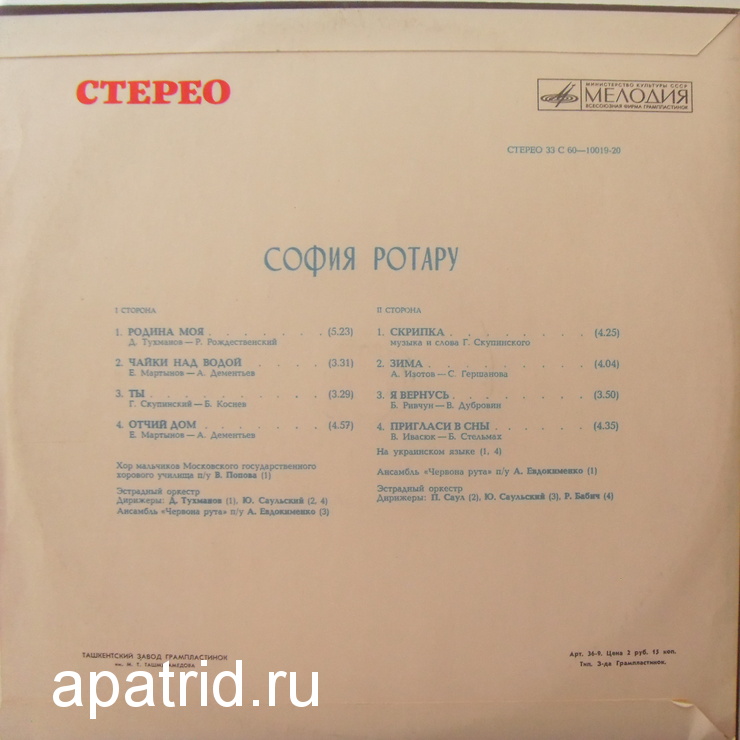 СТЕРЕО
МИНИСТЕРСТВО КУЛЬТУРЫ СССР
МЕЛОДИЯ
ВСЕСОЮЗНАЯ ФИРМА ГРАМПЛАСТИНОК
СТЕРЕО 33 С 60—10019-20
СОФИЯ РОТАРУ
I СТОРОНА
1. РОДИНА МОЯ . . . . . . . (5.23)
Д. Тухманов — Р. Рождественский
2. ЧАЙКИ НАД ВОДОЙ . . . . . (3.31)
Е. Мартынов — А. Дементьев
3. ТЫ . . . . . . . . . . (3.29)
Г. Скупинский — Б. Коснев
4. ОТЧИЙ ДОМ . . . . . . . (4.57)
Е. Мартынов — А. Дементьев
Хор мальчиков Московского государственного
хорового училища п/у В. Попова (1)
Эстрадный оркестр
Дирижеры: Д. Тухманов (1), Ю. Саульский (2, 4)
Ансамбль «Червона рута» п/у А. Евдокименко (3)
II СТОРОНА
1. СКРИПКА . . . . . . . . (4.25)
музыка и слова Г. Скупинского
2. ЗИМА . . . . . . . . . (4.04)
А. Изотов — С. Гершанова
3. Я ВЕРНУСЬ . . . . . . . (3.50)
Б. Ривчун — В. Дубровин
4. ПРИГЛАСИ В СНЫ . . . . . (4.35)
В. Ивасюк — Б. Стельмах
На украинском языке (1, 4)
Ансамбль «Червона рута» п/у А. Евдокименко (1)
Эстрадный оркестр
Дирижеры: П. Саул (2), Ю. Саульский (3), Р. Бабич (4)
ТАШКЕНТСКИЙ ЗАВОД ГРАМПЛАСТИНОК
им. М. Т. ТАШМУХАМЕДОВА
Арт. 36-9. Цена 2 руб. 15 коп.
Тип. З-да Грампластинок.
apatrid.ru